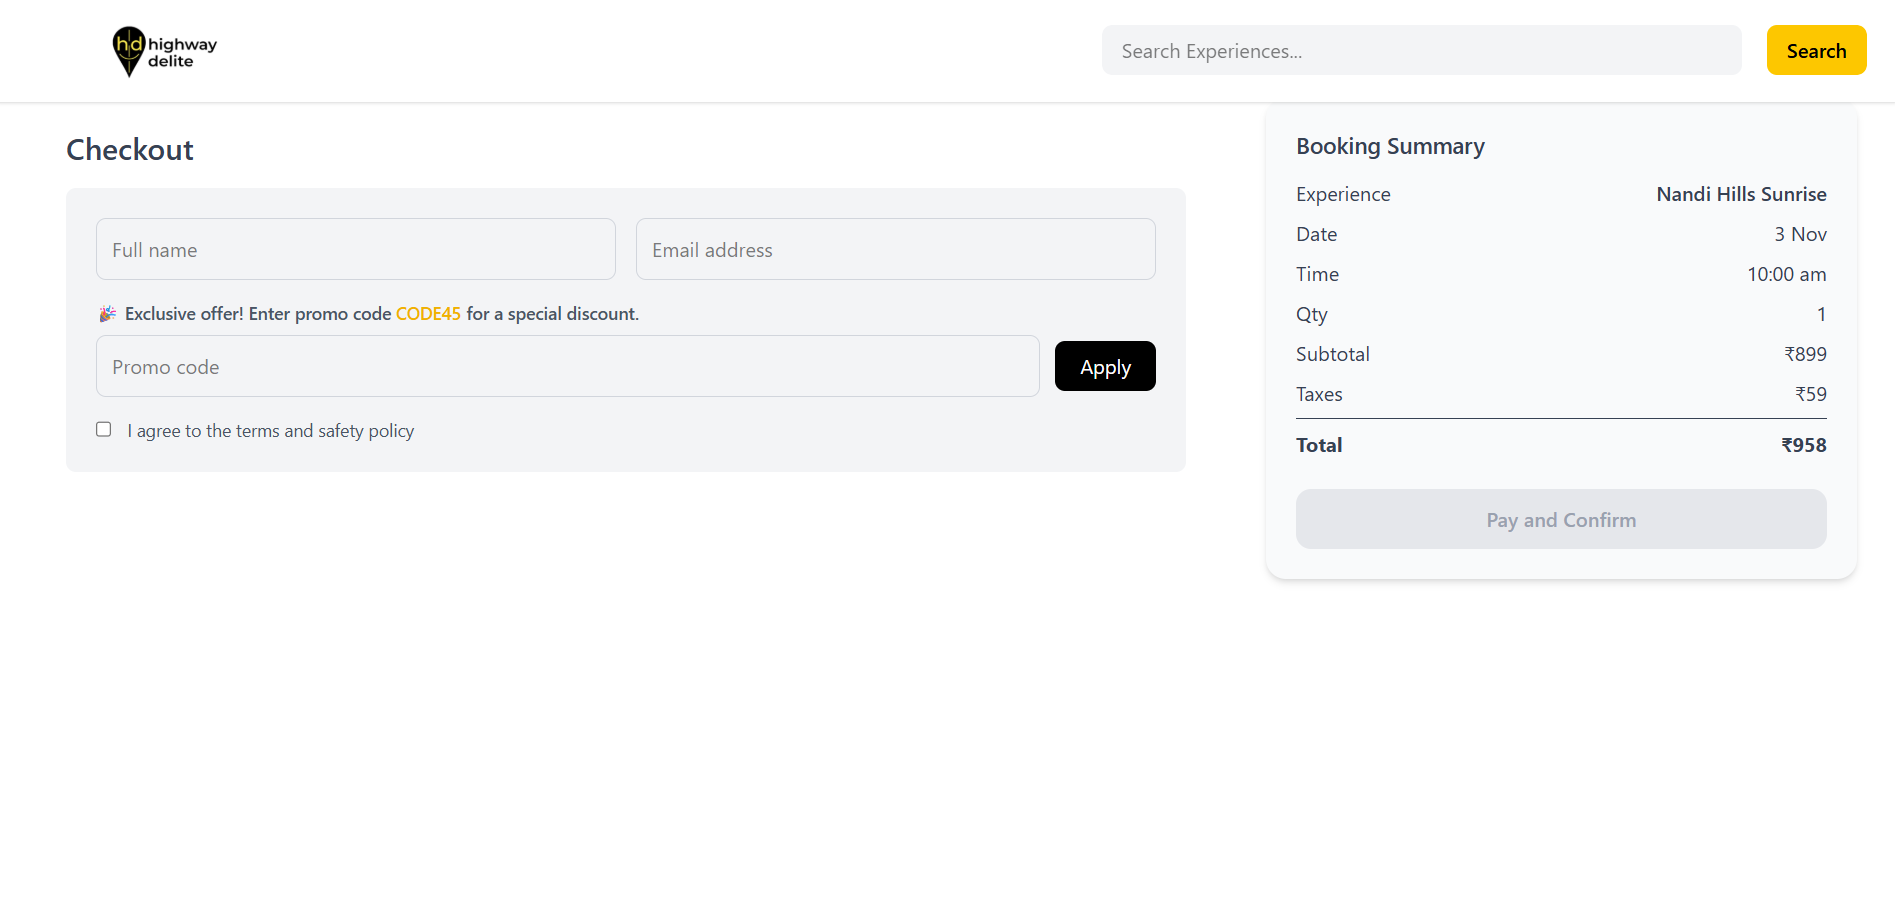 hd highway
delite
Search Experiences...
Search
Checkout
Full name
Email address
🎉 Exclusive offer! Enter promo code CODE45 for a special discount.
Promo code
Apply
I agree to the terms and safety policy
Booking Summary
Experience Nandi Hills Sunrise
Date 3 Nov
Time 10:00 am
Qty 1
Subtotal ₹899
Taxes ₹59
Total ₹958
Pay and Confirm